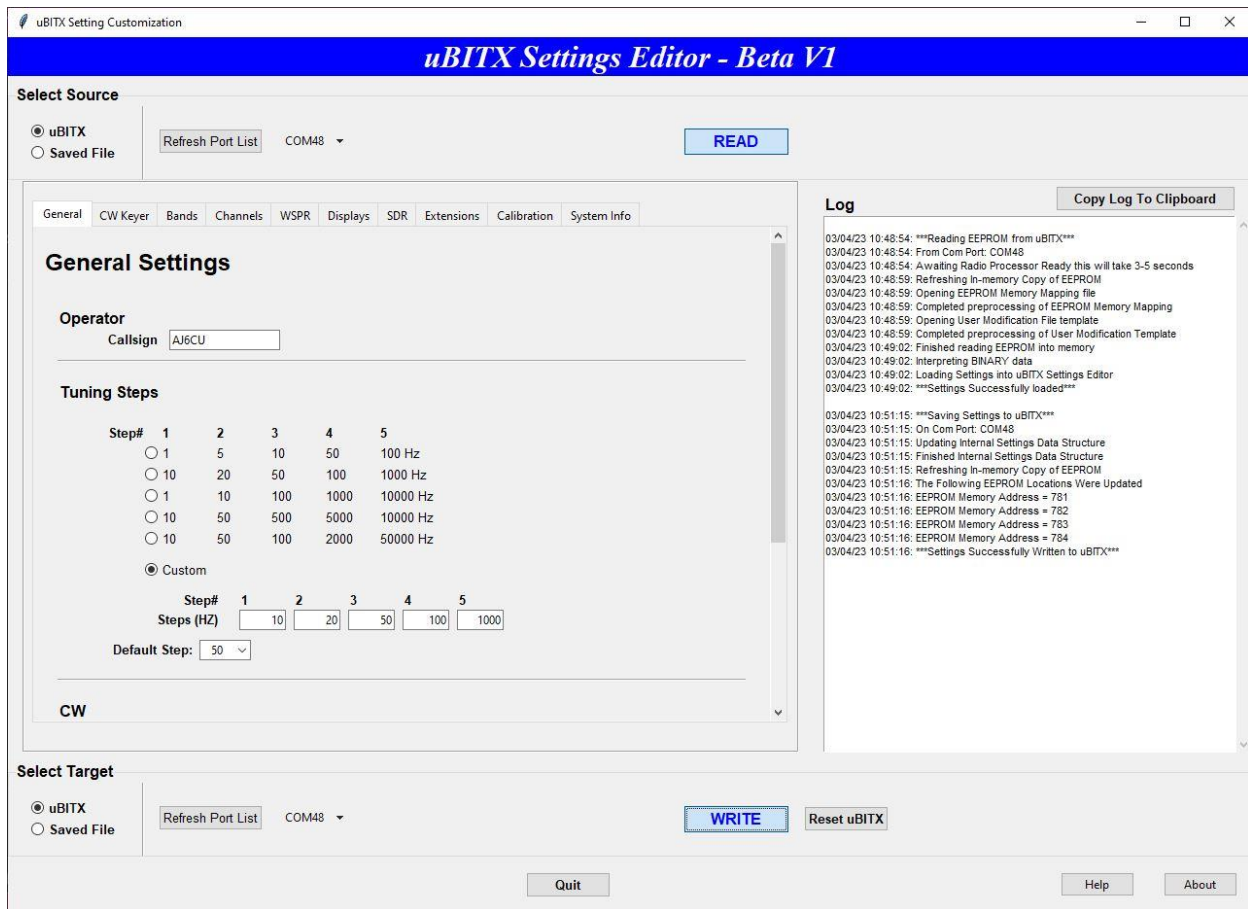 uBITX Setting Customization
uBITX Settings Editor - Beta V1
Select Source
uBITX
Saved File
Refresh Port List COM48
READ
General CW Keyer Bands Channels WSPR Displays SDR Extensions Calibration System Info
General Settings
Operator
Callsign AJ6CU
Tuning Steps
Step# 1 2 3 4 5
1 5 10 50 100 Hz
10 20 50 100 1000 Hz
1 10 100 1000 10000 Hz
10 50 500 5000 10000 Hz
10 50 100 2000 50000 Hz
Custom
Step# 1 2 3 4 5
Steps (HZ) 10 20 50 100 1000
Default Step: 50
CW
Log
Copy Log To Clipboard
03/04/23 10:48:54: ***Reading EEPROM from uBITX***
03/04/23 10:48:54: From Com Port: COM48
03/04/23 10:48:54: Awaiting Radio Processor Ready this will take 3-5 seconds
03/04/23 10:48:59: Refreshing In-memory Copy of EEPROM
03/04/23 10:48:59: Opening EEPROM Memory Mapping file
03/04/23 10:48:59: Completed preprocessing of EEPROM Memory Mapping
03/04/23 10:48:59: Opening User Modification File template
03/04/23 10:48:59: Completed preprocessing of User Modification Template
03/04/23 10:49:02: Finished reading EEPROM into memory
03/04/23 10:49:02: Interpreting BINARY data
03/04/23 10:49:02: Loading Settings into uBITX Settings Editor
03/04/23 10:49:02: ***Settings Successfully loaded***
03/04/23 10:51:15: ***Saving Settings to uBITX***
03/04/23 10:51:15: On Com Port: COM48
03/04/23 10:51:15: Updating Internal Settings Data Structure
03/04/23 10:51:15: Finished Internal Settings Data Structure
03/04/23 10:51:15: Refreshing In-memory Copy of EEPROM
03/04/23 10:51:16: The Following EEPROM Locations Were Updated
03/04/23 10:51:16: EEPROM Memory Address = 781
03/04/23 10:51:16: EEPROM Memory Address = 782
03/04/23 10:51:16: EEPROM Memory Address = 783
03/04/23 10:51:16: EEPROM Memory Address = 784
03/04/23 10:51:16: ***Settings Successfully Written to uBITX***
Select Target
uBITX
Saved File
Refresh Port List COM48
WRITE
Reset uBITX
Quit
Help
About